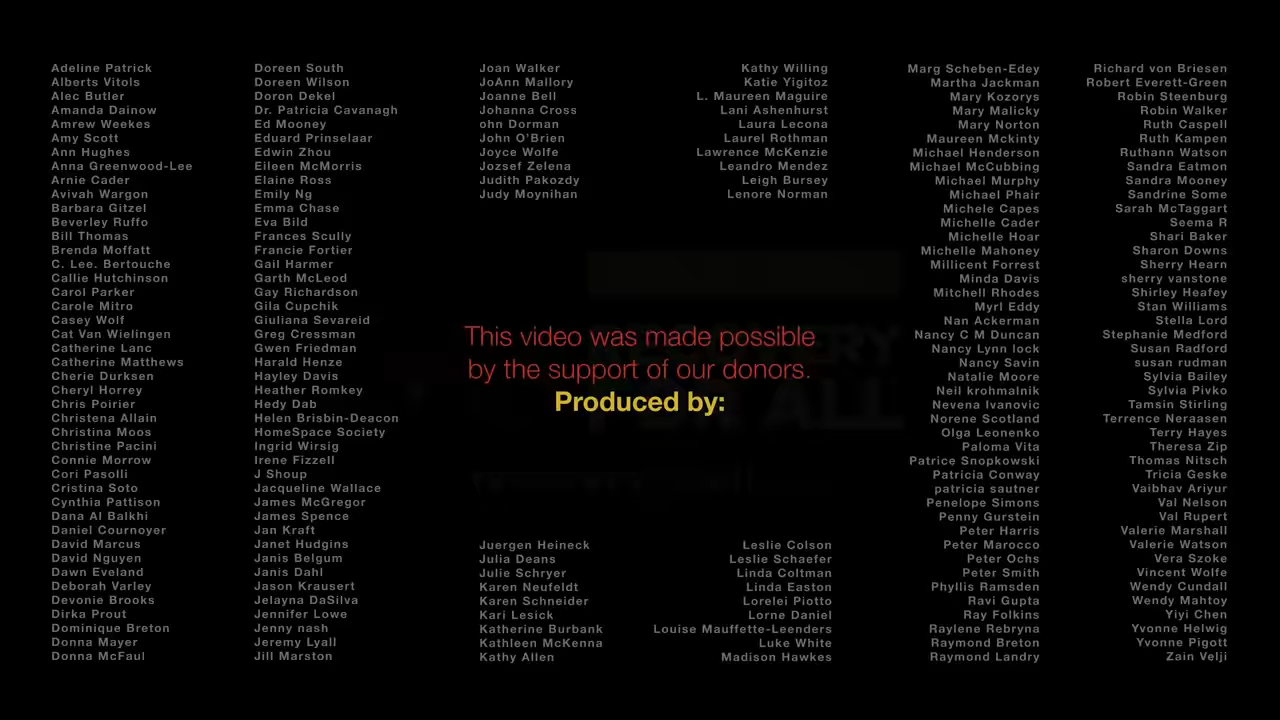 Adeline Patrick
Alberts Vitols
Alec Butler
Amanda Dainow
Amrew Weekes
Amy Scott
Ann Hughes
Anna Greenwood-Lee
Arnie Cader
Avivah Wargon
Barbara Gitzel
Beverley Ruffo
Bill Thomas
Brenda Moffatt
C. Lee. Bertouche
Callie Hutchinson
Carol Parker
Carole Mitro
Casey Wolf
Cat Van Wielingen
Catherine Lanc
Catherine Matthews
Cherie Durksen
Cheryl Horrey
Chris Poirier
Christena Allain
Christina Moos
Christine Pacini
Connie Morrow
Cori Pasolli
Cristina Soto
Cynthia Pattison
Dana Al Balkhi
Daniel Cournoyer
David Marcus
David Nguyen
Dawn Eveland
Deborah Varley
Devonie Brooks
Dirka Prout
Dominique Breton
Donna Mayer
Donna McFaul
Doreen South
Doreen Wilson
Doron Dekel
Dr. Patricia Cavanagh
Ed Mooney
Eduard Prinselaar
Edwin Zhou
Eileen McMorris
Elaine Ross
Emily Ng
Emma Chase
Eva Bild
Frances Scully
Francie Fortier
Gail Harmer
Garth McLeod
Gay Richardson
Gila Cupchik
Giuliana Sevareid
Greg Cressman
Gwen Friedman
Harald Henze
Hayley Davis
Heather Romkey
Hedy Dab
Helen Brisbin-Deacon
HomeSpace Society
Ingrid Wirsig
Irene Fizzell
J Shoup
Jacqueline Wallace
James McGregor
James Spence
Jan Kraft
Janet Hudgins
Janis Belgum
Janis Dahl
Jason Krausert
Jelayna DaSilva
Jennifer Lowe
Jenny nash
Jeremy Lyall
Jill Marston
Joan Walker
JoAnn Mallory
Joanne Bell
Johanna Cross
ohn Dorman
John O'Brien
Joyce Wolfe
Jozsef Zelena
Judith Pakozdy
Judy Moynihan
Kathy Willing
Katie Yigitoz
L. Maureen Maguire
Lani Ashenhurst
Laura Lecona
Laurel Rothman
Lawrence McKenzie
Leandro Mendez
Leigh Bursey
Lenore Norman
This video was made possible
by the support of our donors.
Produced by:
Juergen Heineck
Julia Deans
Julie Schryer
Karen Neufeldt
Karen Schneider
Kari Lesick
Katherine Burbank
Kathleen McKenna
Kathy Allen
Leslie Colson
Leslie Schaefer
Linda Coltman
Linda Easton
Lorelei Piotto
Lorne Daniel
Louise Mauffette-Leenders
Luke White
Madison Hawkes
Marg Scheben-Edey
Martha Jackman
Mary Kozorys
Mary Malicky
Mary Norton
Maureen Mckinty
Michael Henderson
Michael McCubbing
Michael Murphy
Michael Phair
Michele Capes
Michelle Cader
Michelle Hoar
Michelle Mahoney
Millicent Forrest
Minda Davis
Mitchell Rhodes
Myrl Eddy
Nan Ackerman
Nancy C M Duncan
Nancy Lynn lock
Nancy Savin
Natalie Moore
Neil krohmalnik
Nevena Ivanovic
Norene Scotland
Olga Leonenko
Paloma Vita
Patrice Snopkowski
Patricia Conway
patricia sautner
Penelope Simons
Penny Gurstein
Peter Harris
Peter Marocco
Peter Ochs
Peter Smith
Phyllis Ramsden
Ravi Gupta
Ray Folkins
Raylene Rebryna
Raymond Breton
Raymond Landry
Richard von Briesen
Robert Everett-Green
Robin Steenburg
Robin Walker
Ruth Caspell
Ruth Kampen
Ruthann Watson
Sandra Eatmon
Sandra Mooney
Sandrine Some
Sarah McTaggart
Seema R
Shari Baker
Sharon Downs
Sherry Hearn
sherry vanstone
Shirley Heafey
Stan Williams
Stella Lord
Stephanie Medford
Susan Radford
susan rudman
Sylvia Bailey
Sylvia Pivko
Tamsin Stirling
Terrence Neraasen
Terry Hayes
Theresa Zip
Thomas Nitsch
Tricia Geske
Vaibhav Ariyur
Val Nelson
Val Rupert
Valerie Marshall
Valerie Watson
Vera Szoke
Vincent Wolfe
Wendy Cundall
Wendy Mahtoy
Yiyi Chen
Yvonne Helwig
Yvonne Pigott
Zain Velji